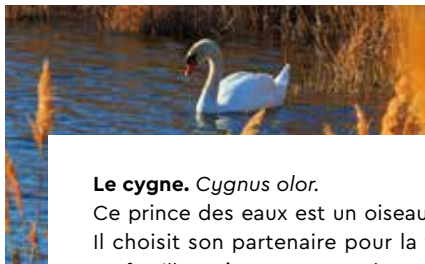 Le cygne. Cygnus olor.
Ce prince des eaux est un oiseau
Il choisit son partenaire pour la